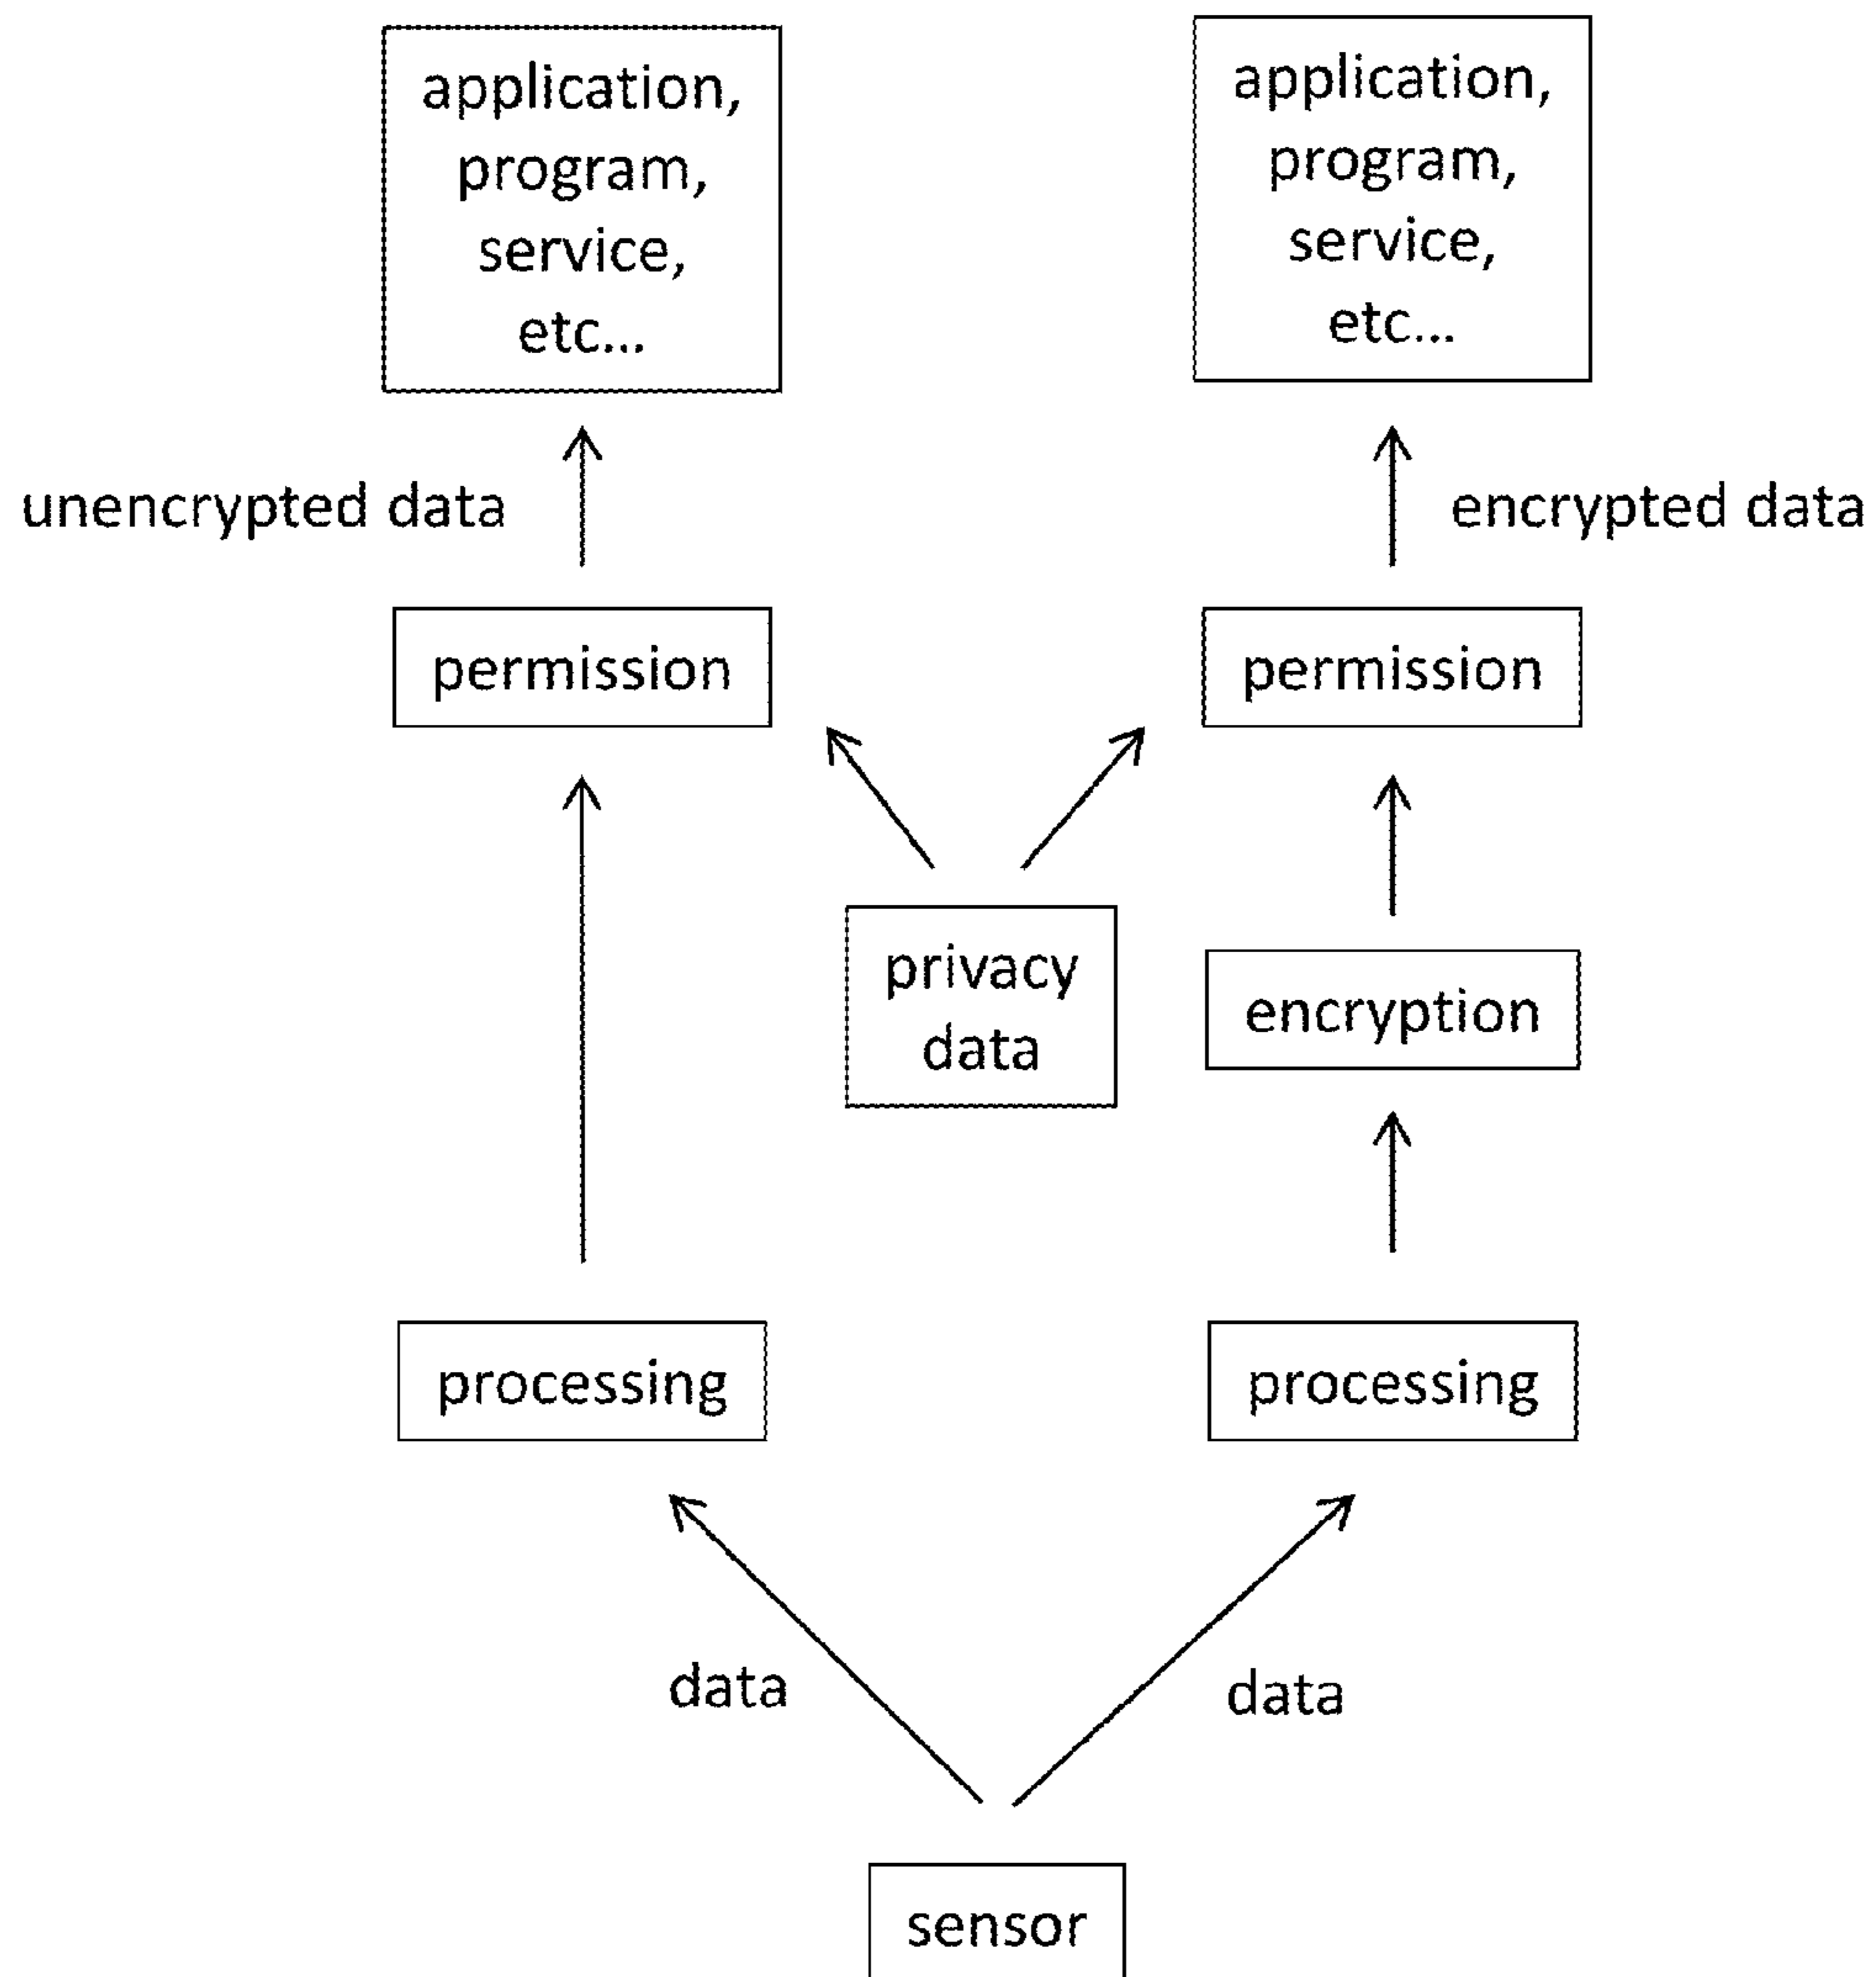 application,
program,
service,
etc...
application,
program,
service,
etc...
unencrypted data
encrypted data
permission
permission
privacy
data
encryption
processing
processing
data
data
sensor